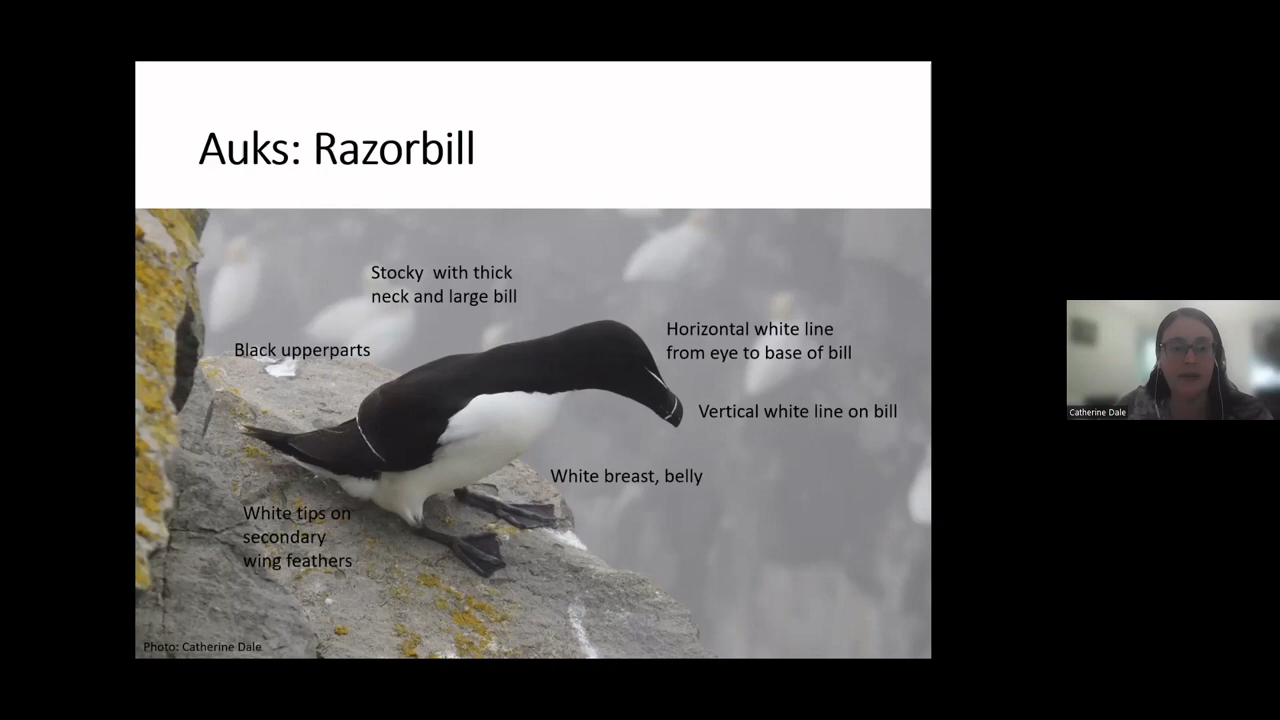 Auks: Razorbill
Stocky  with thick
neck and large bill
Horizontal white line
from eye to base of bill
Black upperparts
Vertical white line on bill
White breast, belly
White tips on
secondary
wing feathers
Photo: Catherine Dale
Catherine Dale